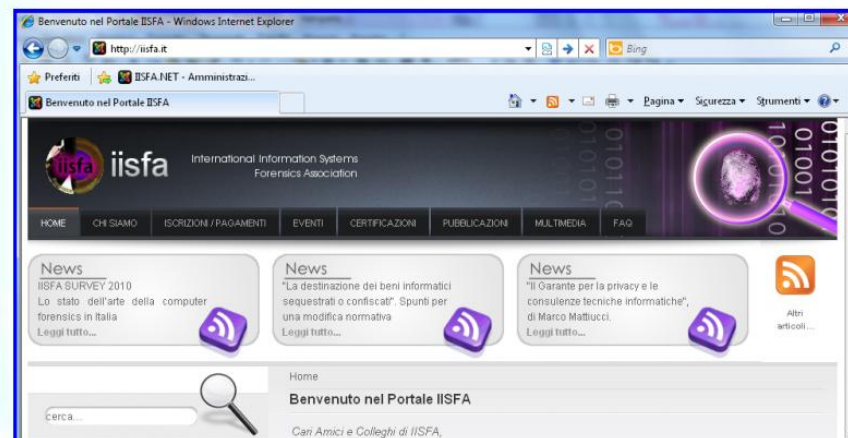 Benvenuto nel Portale IISFA - Windows Internet Explorer
http://iisfa.it
Bing
Preferiti
IISFA.NET - Amministrazi...
Benvenuto nel Portale IISFA
Pagina
Sicurezza
Strumenti
iisfa
iisfa
International Information Systems
Forensics Association
HOME
CHI SIAMO
ISCRIZIONI / PAGAMENTI
EVENTI
CERTIFICAZIONI
PUBBLICAZIONI
MULTIMEDIA
FAQ
News
IISFA SURVEY 2010
Lo stato dell'arte della computer
forensics in Italia
Leggi tutto...
News
"La destinazione dei beni informatici
sequestrati o confiscati". Spunti per
una modifica normativa
Leggi tutto...
News
"Il Garante per la privacy e le
consulenze tecniche informatiche",
di Marco Mattiucci.
Leggi tutto...
Altri
articoli...
cerca...
Home
Benvenuto nel Portale IISFA
Cari Amici e Colleghi di IISFA,